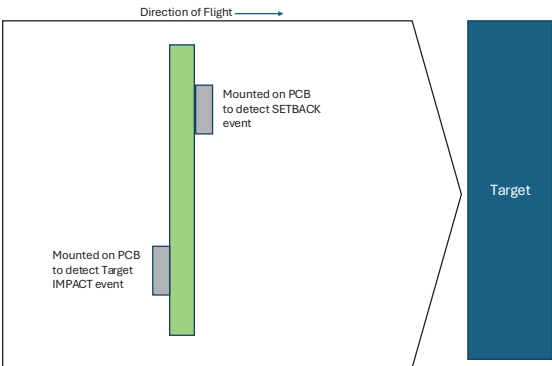 Direction of Flight
Mounted on PCB
to detect SETBACK
event
Target
Mounted on PCB
to detect Target
IMPACT event